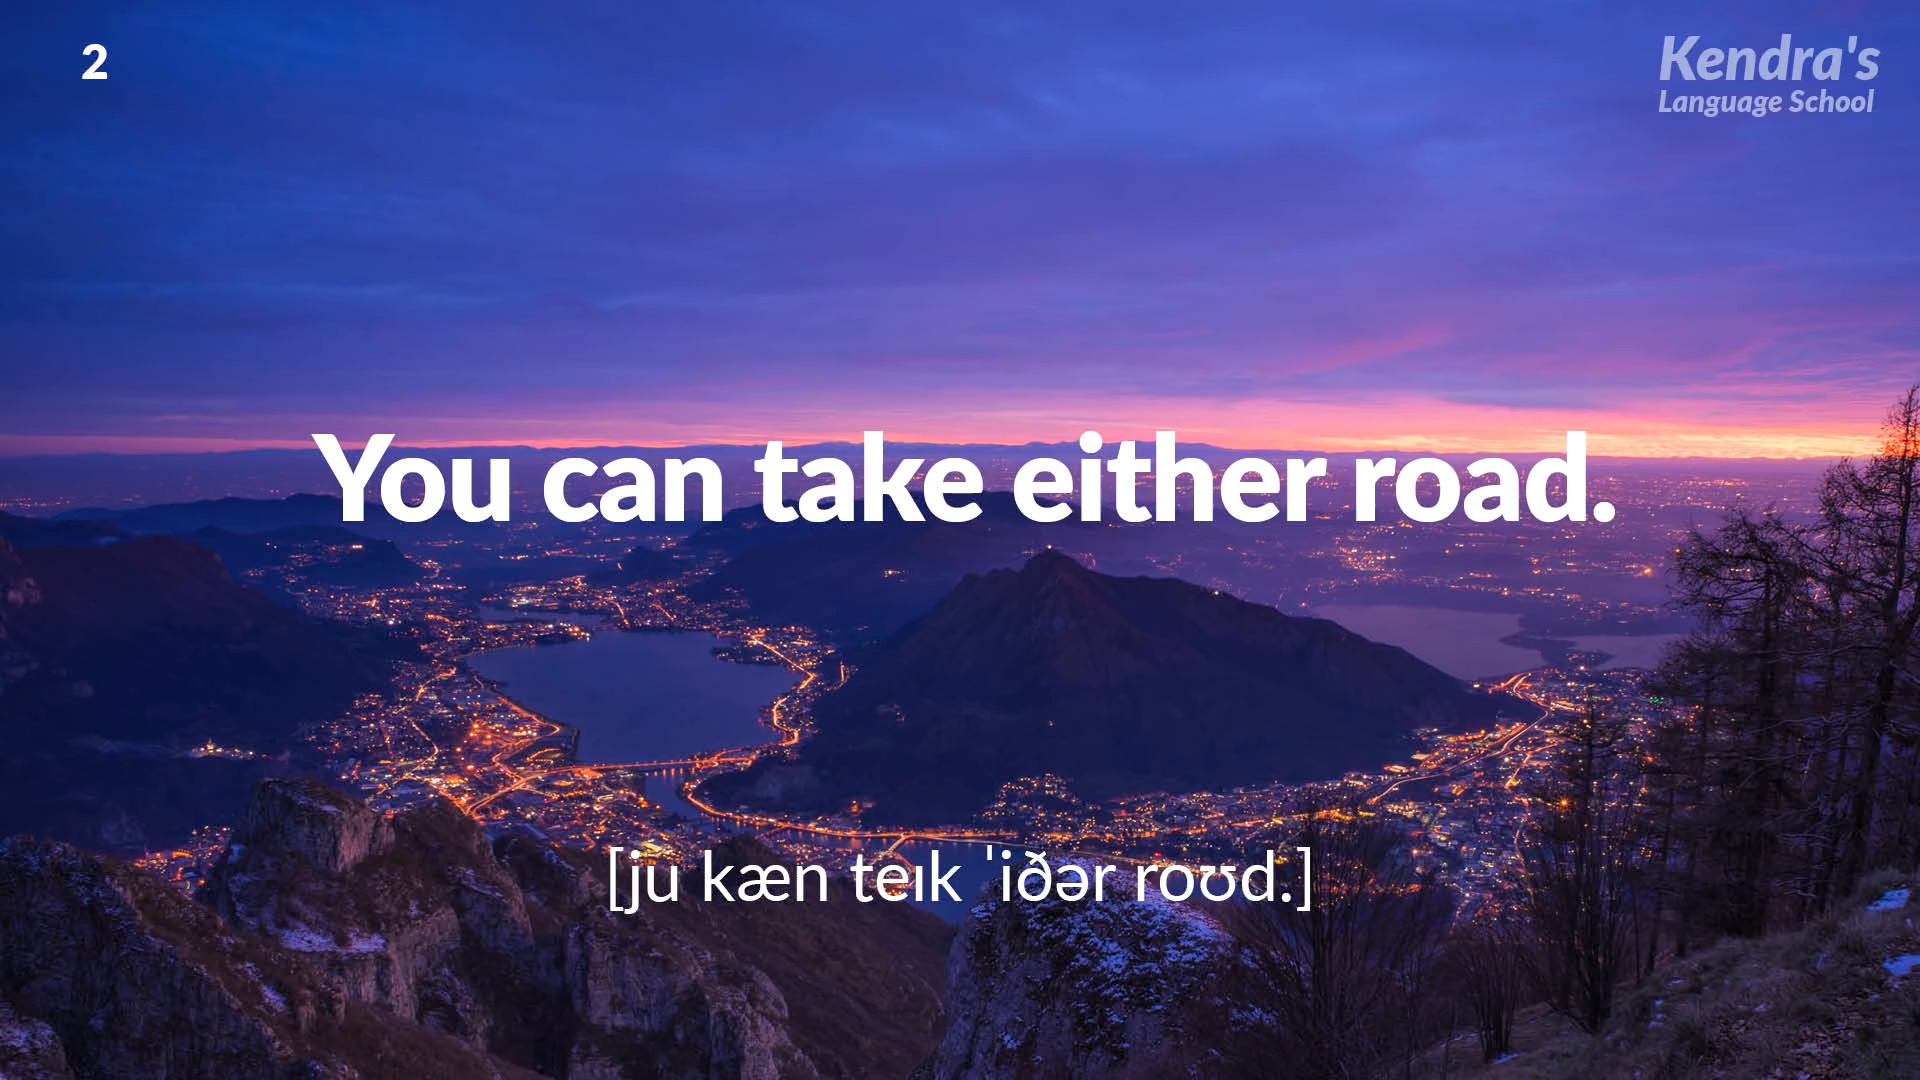 2
Kendra's
Language School
You can take either road.
[ju kæn teɪk ˈiðər roʊd.]